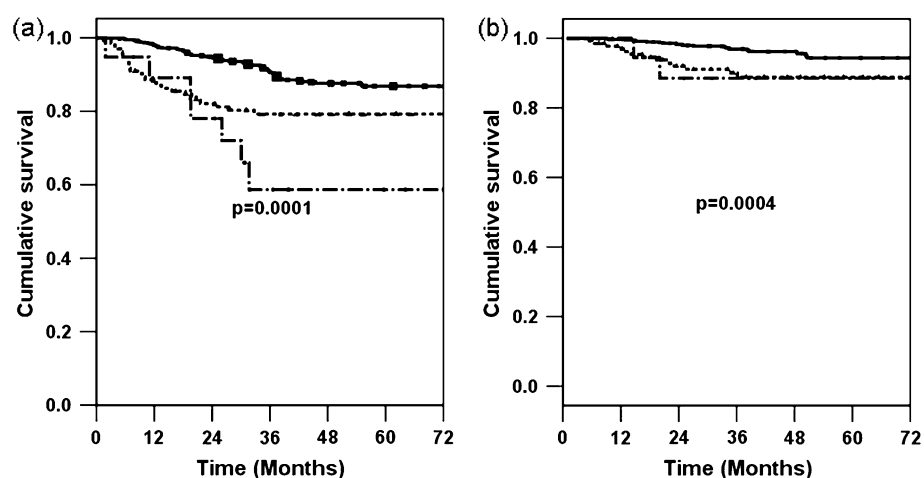 (a)
Cumulative survival
1.0
0.8
0.6
0.4
0.2
0.0
p=0.0001
0 12 24 36 48 60 72
Time (Months)
(b)
Cumulative survival
1.0
0.8
0.6
0.4
0.2
0.0
p=0.0004
0 12 24 36 48 60 72
Time (Months)